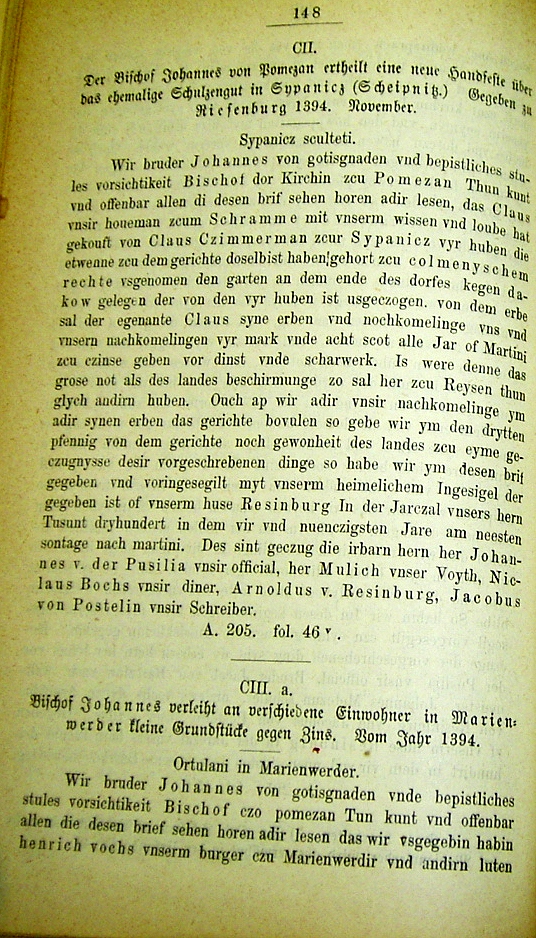 148
CII.
Der Bischof Johannes von Pomezan ertheilt eine neue Handfeste über
das ehemalige Schulzengut in Sypanicz (Scheipnitz.) Gegeben zu
Riesenburg 1394. November.
Sypanicz sculteti.
Wir bruder Johannes von gotisgnaden vnd bepistliches stu-
les vorsichtikeit Bischof dor Kirchin zcu Pomezan Thun kunt
vnd offenbar allen di desen brif sehen horen adir lesen, das Claus
vnsir houeman zcum Schramme mit vnserm wissen vnd loube hat
gekouft von Claus Czimmerman zcur Sypanicz vyr huben die
etwenne zcu dem gerichte doselbist haben gehort zcu colmenyschem
rechte vsgenomen den garten an dem ende des dorfes kegen da-
kow gelegen der von den vyr huben ist usgeczogen. von dem erbe
sal der egenante Claus syne erben vnd nochkomelinge vns vnd
vnsern nachkomelingen vyr mark vnde acht scot alle Jar of Martini
zcu czinse geben vor dinst vnde scharwerk. Is were denne das
grose not als des landes beschirmunge zo sal her zcu Reysen thun
glych andirn huben. Ouch ap wir adir vnsir nachkomelinge ym
adir synen erben das gerichte bovulen so gebe wir ym den drytten
pfennig von dem gerichte noch gewonheit des landes zcu eyme ge-
czugnysse desir vorgeschrebenen dinge so habe wir ym desen brif
gegeben vnd voringesegilt myt vnserm heimelichem Ingesigel der
gegeben ist of vnserm huse Resinburg In der Jarczal vnsers hern
Tusunt dryhundert in dem vir vnd nuenczigsten Jare am neesten
sontage nach martini. Des sint geczug die irbarn hern her Johan-
nes v. der Pusilia vnsir official, her Mulich vnser Voyth, Nic-
laus Bochs vnsir diner, Arnoldus v. Resinburg, Jacobus
von Postelin vnsir Schreiber.
A. 205. fol. 46 v.
CIII. a.
Bischof Johannes verleiht an verschiedene Einwohner in Marien-
werder kleine Grundstücke gegen Zins. Vom Jahr 1394.
Ortulani in Marienwerder.
Wir bruder Johannes von gotisgnaden vnde bepistliches
stules vorsichtikeit Bischof czo pomezan Tun kunt vnd offenbar
allen die desen brief sehen horen adir lesen das wir vsgegebin habin
henrich vochs vnserm burger czu Marienwerdir vnd andirn luten